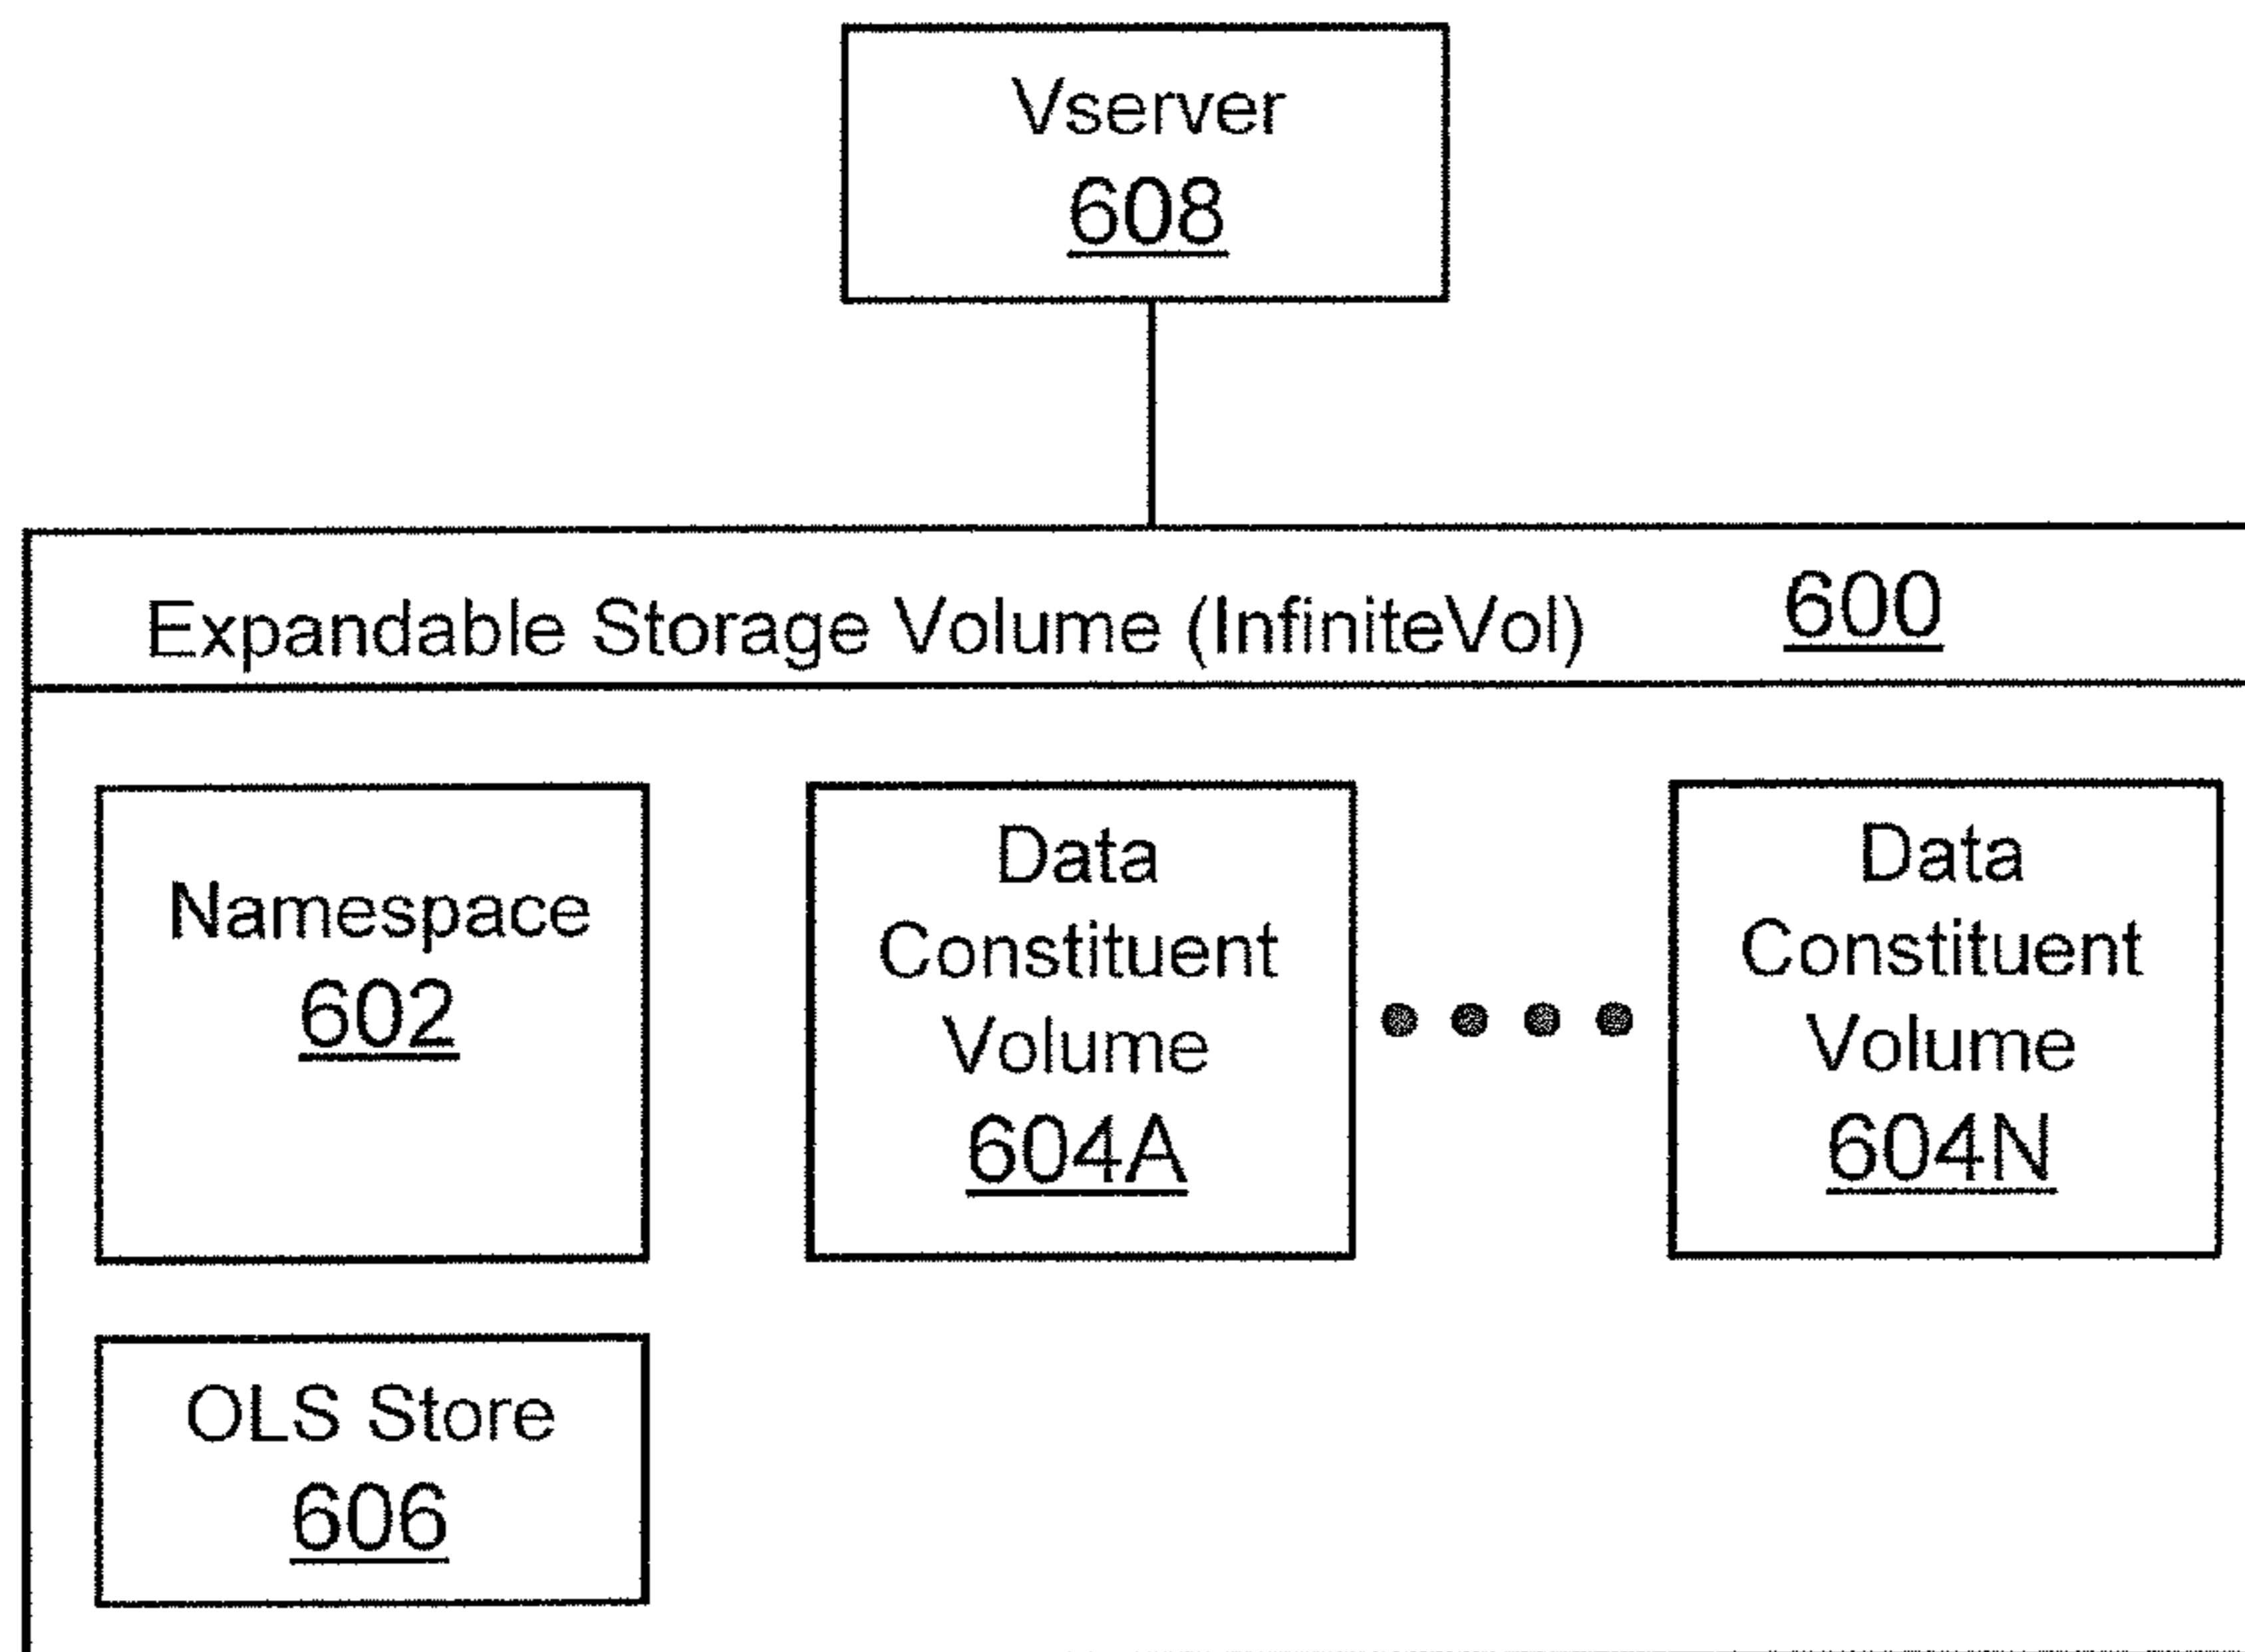 Vserver
608
Expandable Storage Volume (InfiniteVol) 600
Namespace
602
Data
Constituent
Volume
604A
Data
Constituent
Volume
604N
OLS Store
606